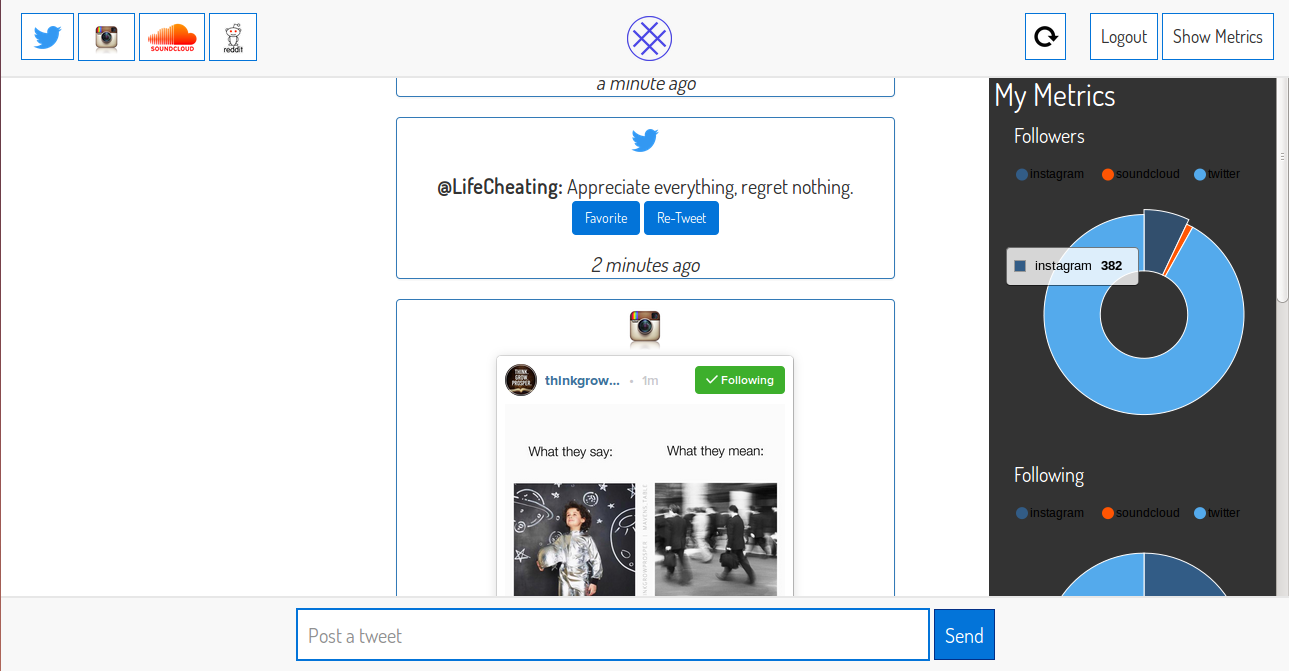 SOUNDCLOUD
reddit
Logout
Show Metrics
a minute ago
@LifeCheating: Appreciate everything, regret nothing.
Favorite
Re-Tweet
2 minutes ago
THINK
GROW
PROSPER
thinkgrow...
•
1m
Following
What they say:
What they mean:
My Metrics
Followers
instagram
soundcloud
twitter
instagram 382
Following
instagram
soundcloud
twitter
Post a tweet
Send